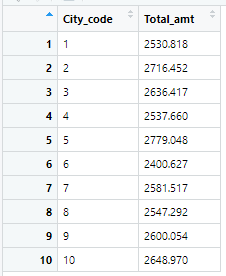 City_code Total_amt
1 1 2530.818
2 2 2716.452
3 3 2636.417
4 4 2537.660
5 5 2779.048
6 6 2400.627
7 7 2581.517
8 8 2547.292
9 9 2600.054
10 10 2648.970